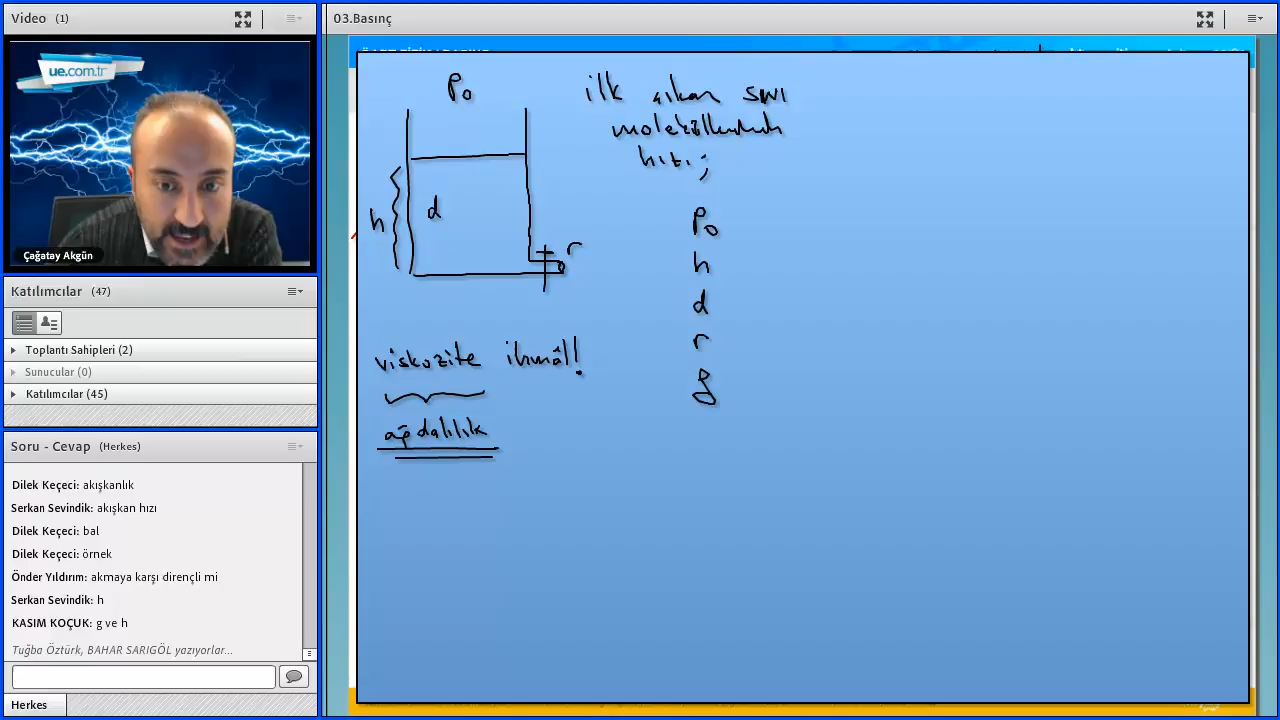 Video (1)
03.Basınç
ue.com.tr
Çağatay Akgün
Katılımcılar (47)
Toplantı Sahipleri (2)
Sunucular (0)
Katılımcılar (45)
Soru - Cevap (Herkes)
Dilek Keçeci: akışkanlık
Serkan Sevindik: akışkan hızı
Dilek Keçeci: bal
Dilek Keçeci: örnek
Önder Yıldırım: akmaya karşı dirençli mi
Serkan Sevindik: h
KASIM KOÇUK: g ve h
Tuğba Öztürk, BAHAR SARIGÖL yazıyorlar...
Herkes
P₀
h
d
r
viskozite ihmâl!
ağdalılık
ilk çıkan sıvı
moleküllerinin
hızı;
P₀
h
d
r
g